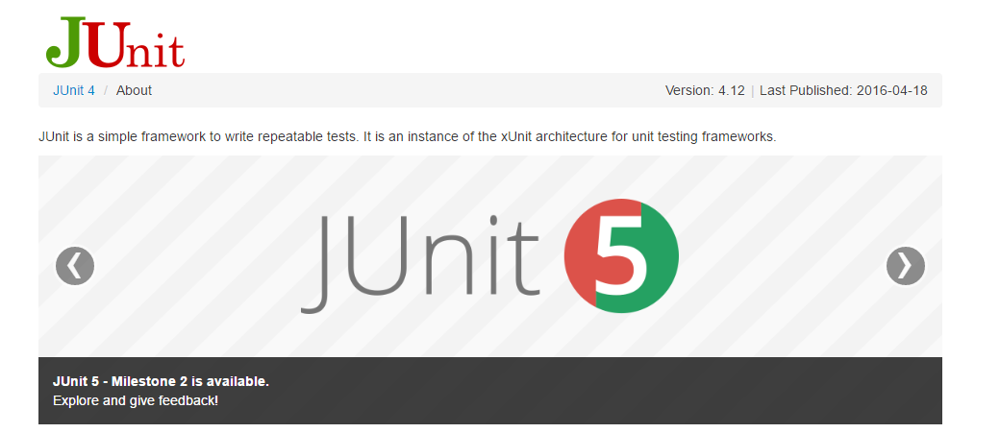 JUnit
JUnit 4 / About
Version: 4.12 | Last Published: 2016-04-18
JUnit is a simple framework to write repeatable tests. It is an instance of the xUnit architecture for unit testing frameworks.
JUnit 5
JUnit 5 - Milestone 2 is available.
Explore and give feedback!